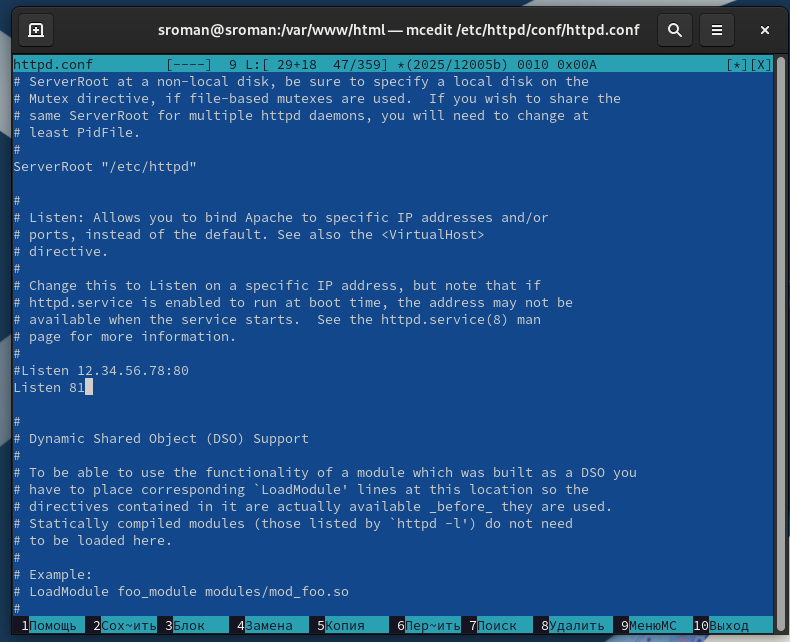 sroman@sroman:/var/www/html — mcedit /etc/httpd/conf/httpd.conf
httpd.conf [----] 9 L:[ 29+18 47/359] *(2025/12005b) 0010 0x00A [*][X]
# ServerRoot at a non-local disk, be sure to specify a local disk on the
# Mutex directive, if file-based mutexes are used.  If you wish to share the
# same ServerRoot for multiple httpd daemons, you will need to change at
# least PidFile.
#
ServerRoot "/etc/httpd"
#
# Listen: Allows you to bind Apache to specific IP addresses and/or
# ports, instead of the default. See also the <VirtualHost>
# directive.
#
# Change this to Listen on a specific IP address, but note that if
# httpd.service is enabled to run at boot time, the address may not be
# available when the service starts.  See the httpd.service(8) man
# page for more information.
#
#Listen 12.34.56.78:80
Listen 81
#
# Dynamic Shared Object (DSO) Support
#
# To be able to use the functionality of a module which was built as a DSO you
# have to place corresponding `LoadModule' lines at this location so the
# directives contained in it are actually available _before_ they are used.
# Statically compiled modules (those listed by `httpd -l') do not need
# to be loaded here.
#
# Example:
# LoadModule foo_module modules/mod_foo.so
#
1Помощь 2Сох~ить 3Блок 4Замена 5Копия 6Пер~ить 7Поиск 8Удалить 9МенюMC 10Выход